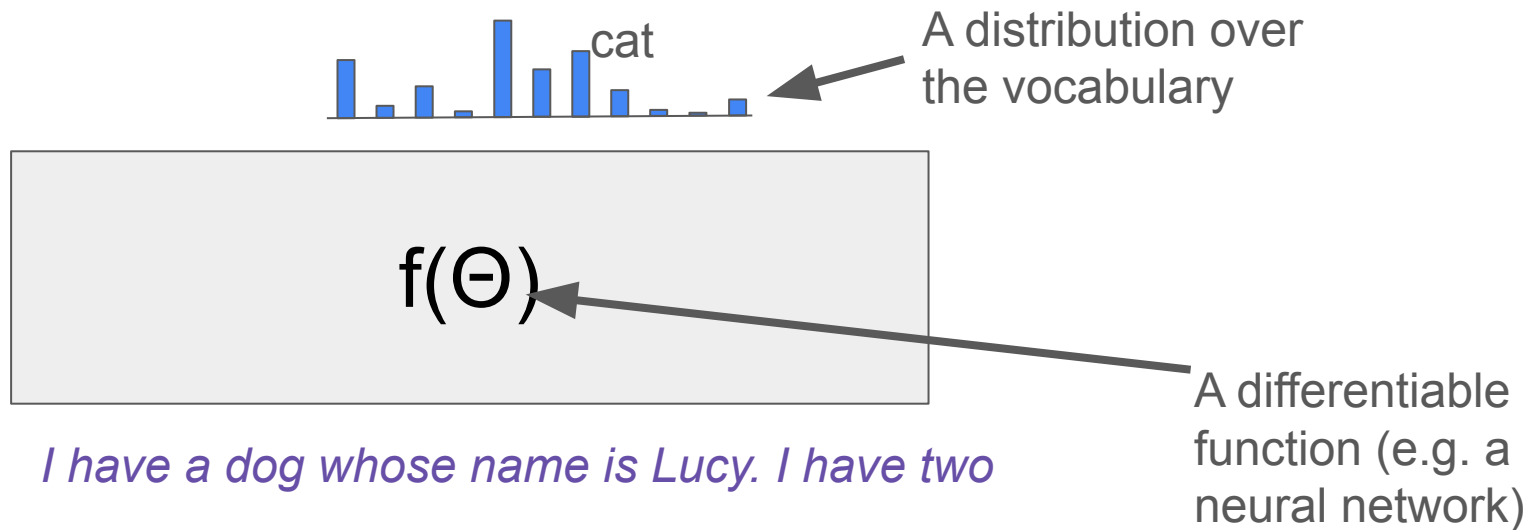 cat
A distribution over
the vocabulary
f(Θ)
A differentiable
function (e.g. a
neural network)
I have a dog whose name is Lucy. I have two